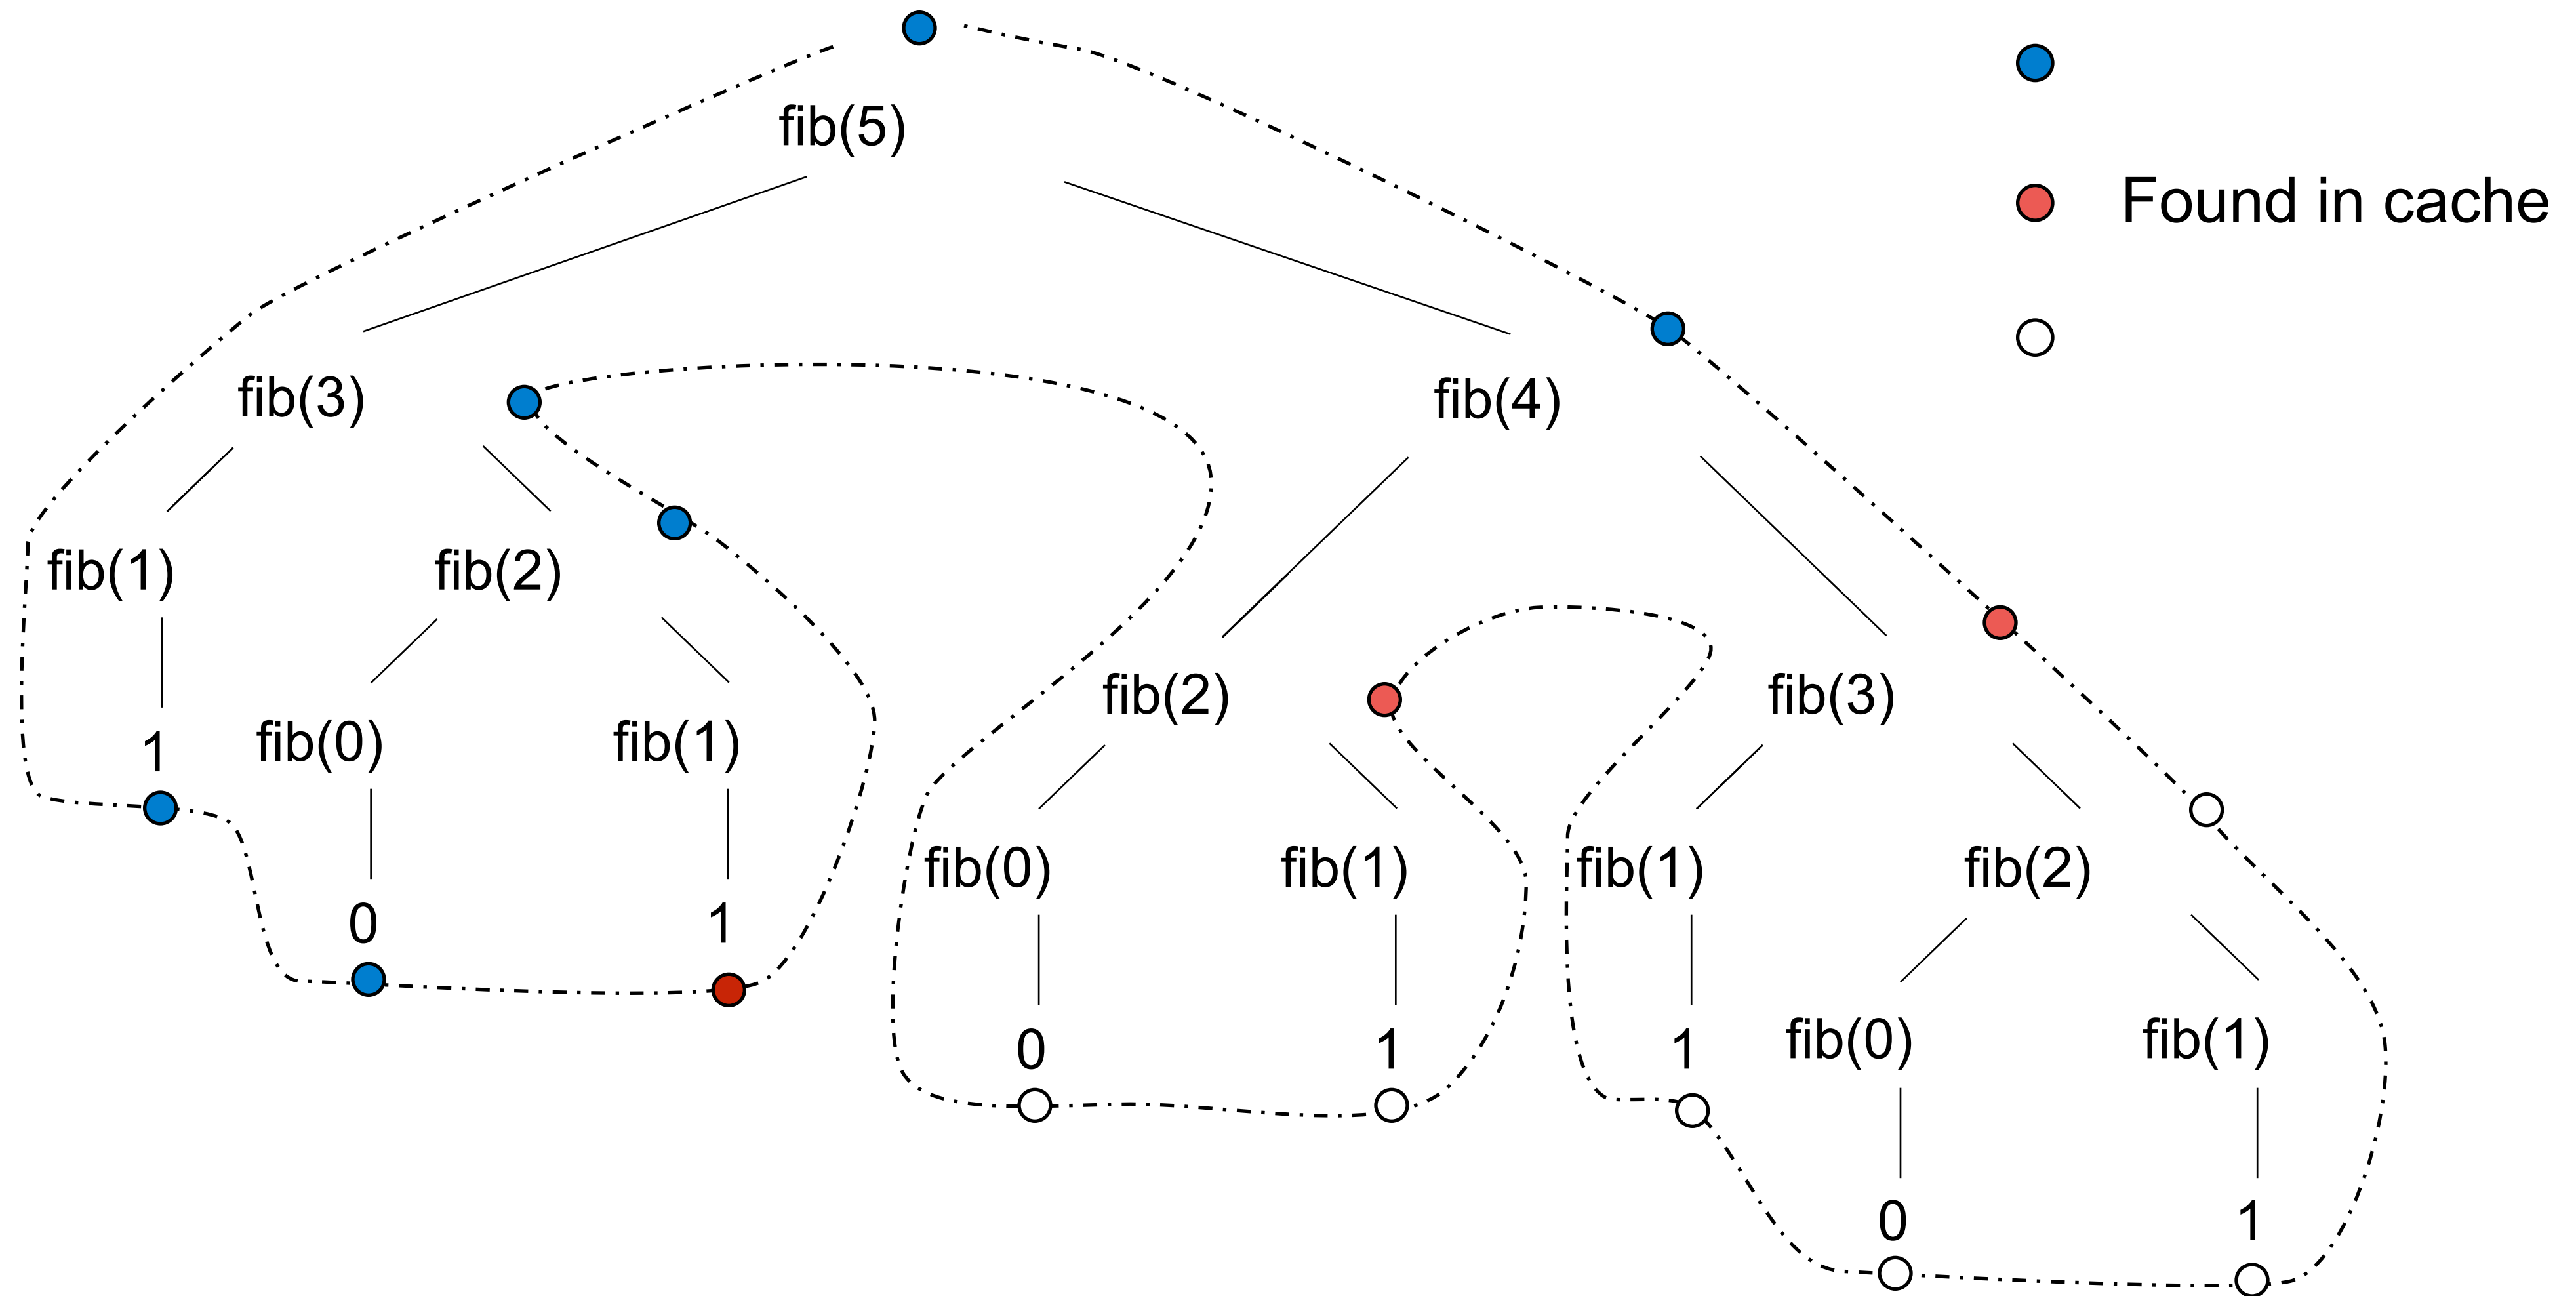 fib(5)
Found in cache
fib(3)
fib(4)
fib(1)
fib(2)
fib(2)
fib(3)
1
fib(0)
fib(1)
fib(0)
fib(1)
fib(1)
fib(2)
0
1
0
1
1
fib(0)
fib(1)
0
1